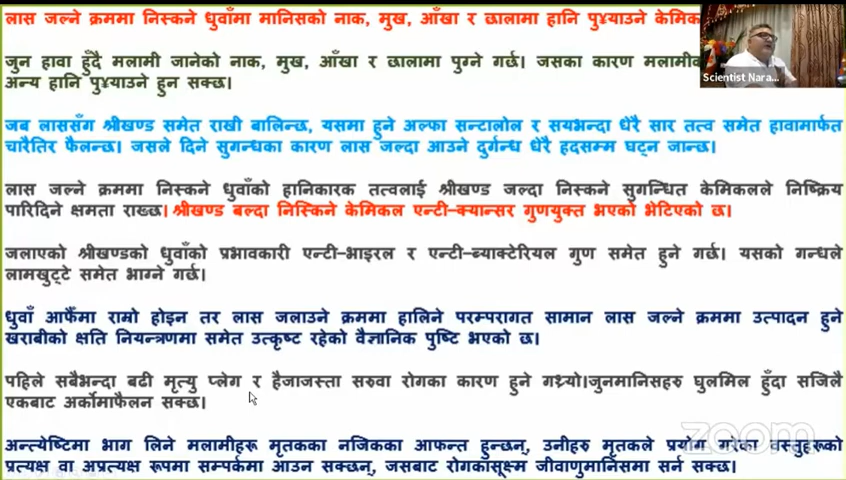 लास जल्ने क्रममा निस्कने धुवाँमा मानिसको नाक, मुख, आँखा र छालामा हानि पुर्‍याउने केमिक
जुन हावा हुँदै मलामी जानेको नाक, मुख, आँखा र छालामा पुग्ने गर्छ। जसका कारण मलामीक
अन्य हानि पुर्‍याउने हुन सक्छ।
Scientist Nara...
जब लाससँग श्रीखण्ड समेत राखी बालिन्छ, यसमा हुने अल्फा सन्टालोल र सयभन्दा धेरै सार तत्व समेत हावामार्फत
चारैतिर फैलन्छ। जसले दिने सुगन्धका कारण लास जल्दा आउने दुर्गन्ध धेरै हदसम्म घट्न जान्छ।
लास जल्ने क्रममा निस्कने धुवाँको हानिकारक तत्वलाई श्रीखण्ड जल्दा निस्कने सुगन्धित केमिकलले निष्क्रिय
पारिदिने क्षमता राख्छ। श्रीखण्ड बल्दा निस्किने केमिकल एन्टी-क्यान्सर गुणयुक्त भएको भेटिएको छ।
जलाएको श्रीखण्डको धुवाँको प्रभावकारी एन्टी-भाइरल र एन्टी-ब्याक्टेरियल गुण समेत हुने गर्छ। यसको गन्धले
लामखुट्टे समेत भाग्ने गर्छ।
धुवाँ आफैँमा राम्रो होइन तर लास जलाउने क्रममा हालिने परम्परागत सामान लास जल्ने क्रममा उत्पादन हुने
खराबीको क्षति नियन्त्रणमा समेत उत्कृष्ट रहेको वैज्ञानिक पुष्टि भएको छ।
पहिले सबैभन्दा बढी मृत्यु प्लेग र हैजाजस्ता सरुवा रोगका कारण हुने गर्थ्यो।जुनमानिसहरु घुलमिल हुँदा सजिलै
एकबाट अर्कोमाफैलन सक्छ।
अन्त्येष्टिमा भाग लिने मलामीहरू मृतकका नजिकका आफन्त हुन्छन्, उनीहरु मृतकले प्रयोग गरेका वस्तुहरूको
प्रत्यक्ष वा अप्रत्यक्ष रूपमा सम्पर्कमा आउन सक्छन्, जसबाट रोगकासूक्ष्म जीवाणुमानिसमा सर्न सक्छ।
zoom